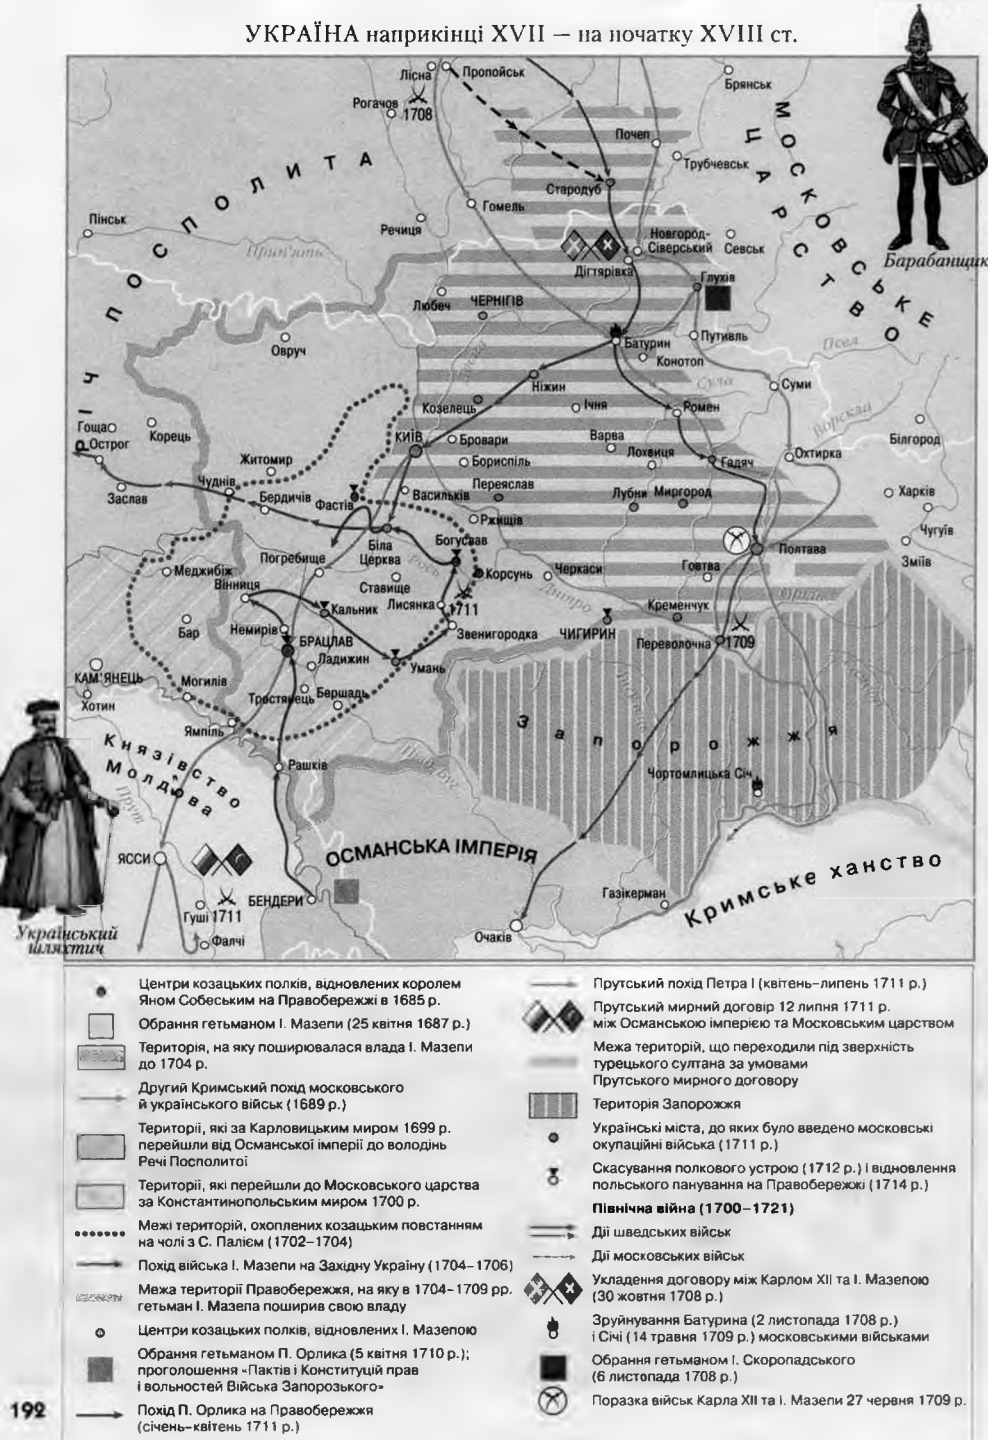 УКРАЇНА наприкінці XVII — на початку XVIII ст.
Лісна
Пропойськ
Брянськ
Рогачов
1708
Почеп
МОСКОВСЬКЕ
ЦАРСТВО
Трубчевськ
Стародуб
РІЧ ПОСПОЛИТА
Гомель
Пінськ
Речиця
Новгород-
Сіверський
Севськ
Прип'ять
Дігтярівка
Барабанщик
Глухів
Любеч
ЧЕРНІГІВ
Овруч
Батурин
Путивль
Псел
Конотоп
Десна
Ніжин
Сула
Суми
Козелець
Ічня
Ромен
Ворскла
Гоща
Острог
Корець
КИЇВ
Бровари
Варва
Білгород
Житомир
Бориспіль
Лохвиця
Гадяч
Охтирка
Заслав
Чуднів
Бердичів
Фастів
Васильків
Переяслав
Лубни
Миргород
Харків
Ржищів
Чугуїв
Біла
Церква
Богуслав
Полтава
Погребище
Рось
Зміїв
Меджибіж
Вінниця
Ставище
Корсунь
Черкаси
Говтва
Кальник
Лисянка
1711
Дніпро
Кременчук
Орель
Бар
Немирів
БРАЦЛАВ
Звенигородка
ЧИГИРИН
Переволочна
1709
Ладижин
Умань
КАМ'ЯНЕЦЬ
Хотин
Могилів
Тростянець
Бершадь
Ямпіль
Запорожжя
Князівство
Молдова
Рашків
Півд. Буг
Чортомлицька Січ
Прут
ЯССИ
ОСМАНСЬКА ІМПЕРІЯ
Кримське ханство
БЕНДЕРИ
Газікерман
Гуші 1711
Український
шляхтич
Фалчі
Очаків
Центри козацьких полків, відновлених королем
Яном Собеським на Правобережжі в 1685 р.
Обрання гетьманом І. Мазепи (25 квітня 1687 р.)
Територія, на яку поширювалася влада І. Мазепи
до 1704 р.
Другий Кримський похід московського
й українського військ (1689 р.)
Території, які за Карловицьким миром 1699 р.
перейшли від Османської імперії до володінь
Речі Посполитої
Території, які перейшли до Московського царства
за Константинопольським миром 1700 р.
Межі територій, охоплених козацьким повстанням
на чолі з С. Палієм (1702–1704)
Похід війська І. Мазепи на Західну Україну (1704–1706)
Межа території Правобережжя, на яку в 1704–1709 рр.
гетьман І. Мазепа поширив свою владу
Центри козацьких полків, відновлених І. Мазепою
Обрання гетьманом П. Орлика (5 квітня 1710 р.);
проголошення «Пактів і Конституцій прав
і вольностей Війська Запорозького»
Похід П. Орлика на Правобережжя
(січень–квітень 1711 р.)
Прутський похід Петра І (квітень–липень 1711 р.)
Прутський мирний договір 12 липня 1711 р.
між Османською імперією та Московським царством
Межа територій, що переходили під зверхність
турецького султана за умовами
Прутського мирного договору
Територія Запорожжя
Українські міста, до яких було введено московські
окупаційні війська (1711 р.)
Скасування полкового устрою (1712 р.) і відновлення
польського панування на Правобережжі (1714 р.)
Північна війна (1700–1721)
Дії шведських військ
Дії московських військ
Укладення договору між Карлом XII та І. Мазепою
(30 жовтня 1708 р.)
Зруйнування Батурина (2 листопада 1708 р.)
і Січі (14 травня 1709 р.) московськими військами
Обрання гетьманом І. Скоропадського
(6 листопада 1708 р.)
Поразка військ Карла XII та І. Мазепи 27 червня 1709 р.
192